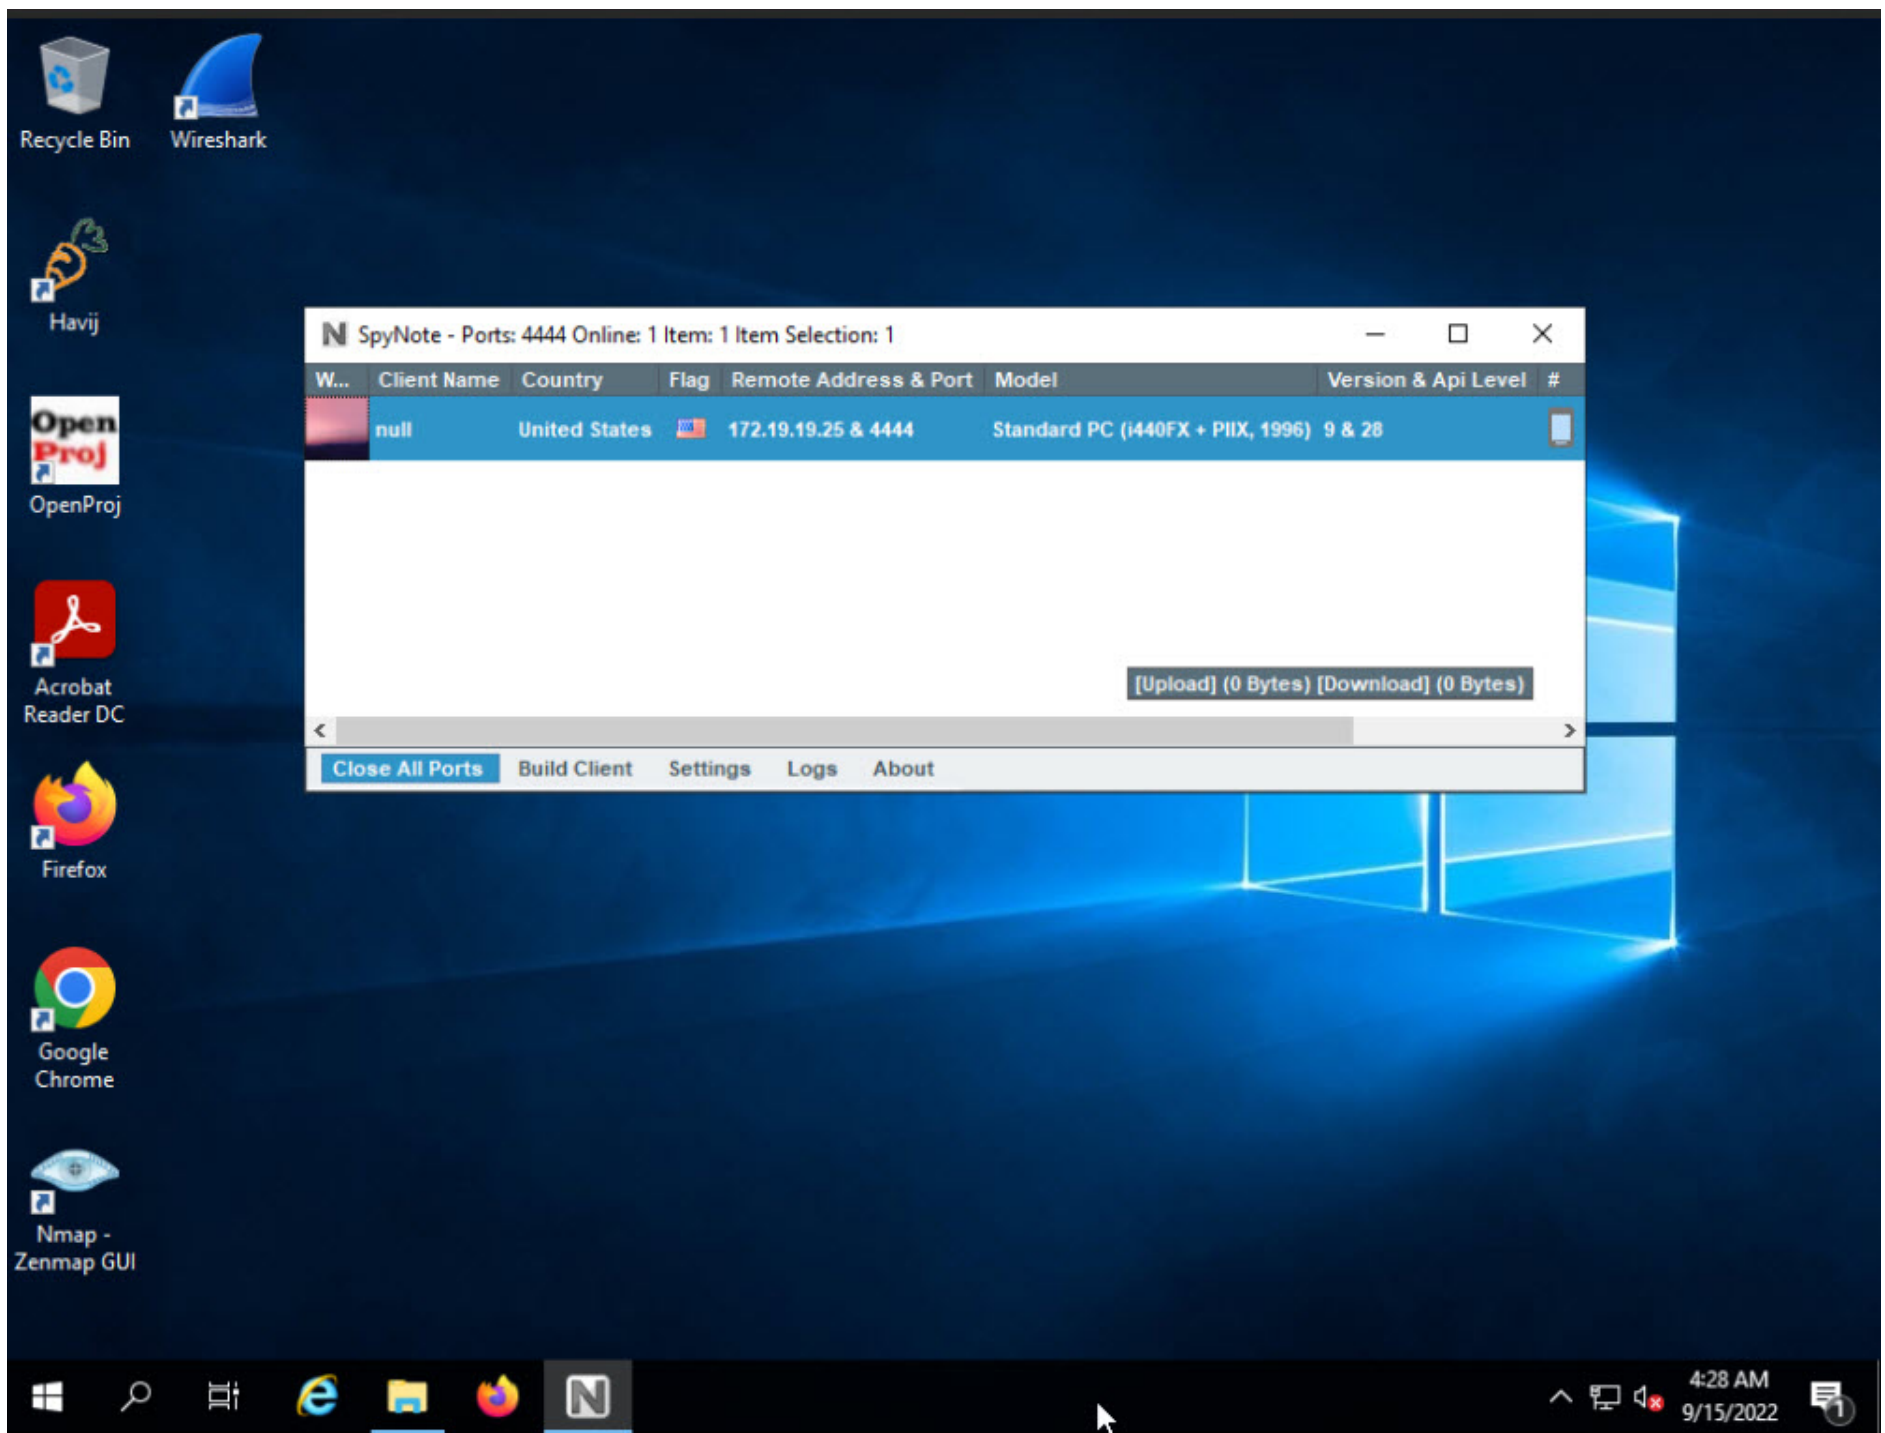 Recycle Bin
Wireshark
Havij
Open
Proj
OpenProj
Acrobat
Reader DC
Firefox
Google
Chrome
Nmap -
Zenmap GUI
N SpyNote - Ports: 4444 Online: 1 Item: 1 Item Selection: 1
W... Client Name Country Flag Remote Address & Port Model Version & Api Level #
null United States 172.19.19.25 & 4444 Standard PC (i440FX + PIIX, 1996) 9 & 28
[Upload] (0 Bytes) [Download] (0 Bytes)
Close All Ports Build Client Settings Logs About
N
4:28 AM
9/15/2022
1